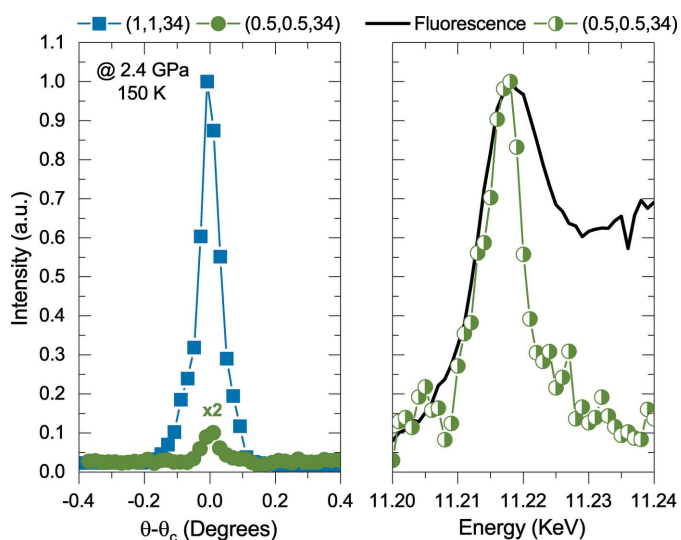 (1,1,34) (0.5,0.5,34)
Fluorescence (0.5,0.5,34)
@ 2.4 GPa
150 K
x2
Intensity (a.u.)
1.0
0.9
0.8
0.7
0.6
0.5
0.4
0.3
0.2
0.1
0.0
-0.4 -0.2 0.0 0.2 0.4
θ-θc (Degrees)
11.20 11.21 11.22 11.23 11.24
Energy (KeV)